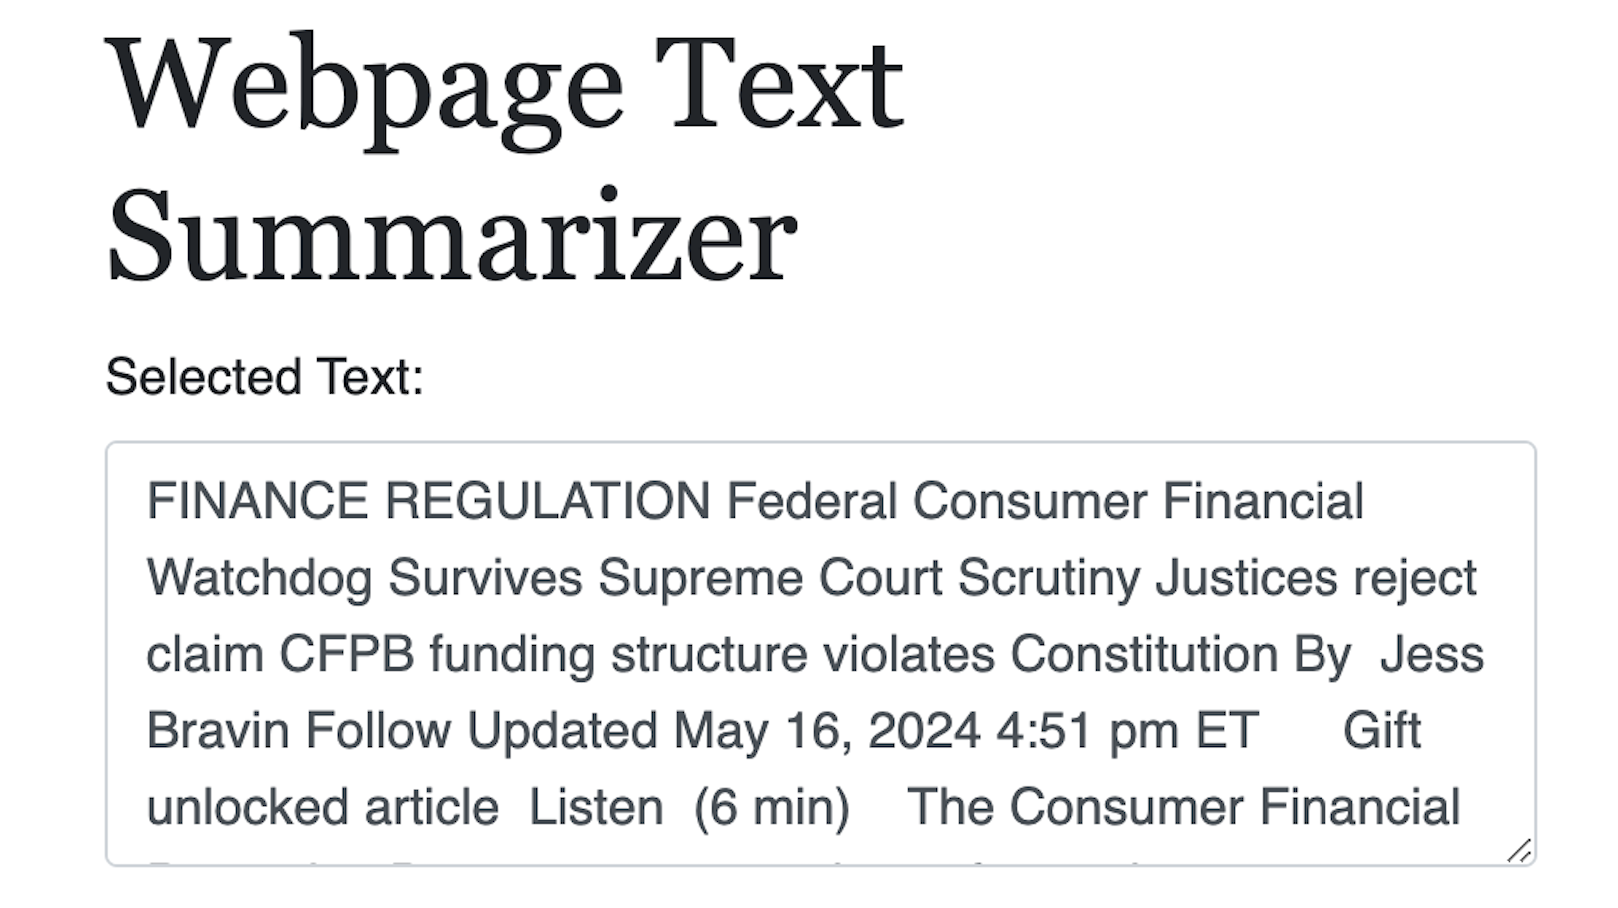 Webpage Text
Summarizer
Selected Text:
FINANCE REGULATION Federal Consumer Financial
Watchdog Survives Supreme Court Scrutiny Justices reject
claim CFPB funding structure violates Constitution By  Jess
Bravin Follow Updated May 16, 2024 4:51 pm ET      Gift
unlocked article  Listen  (6 min)    The Consumer Financial